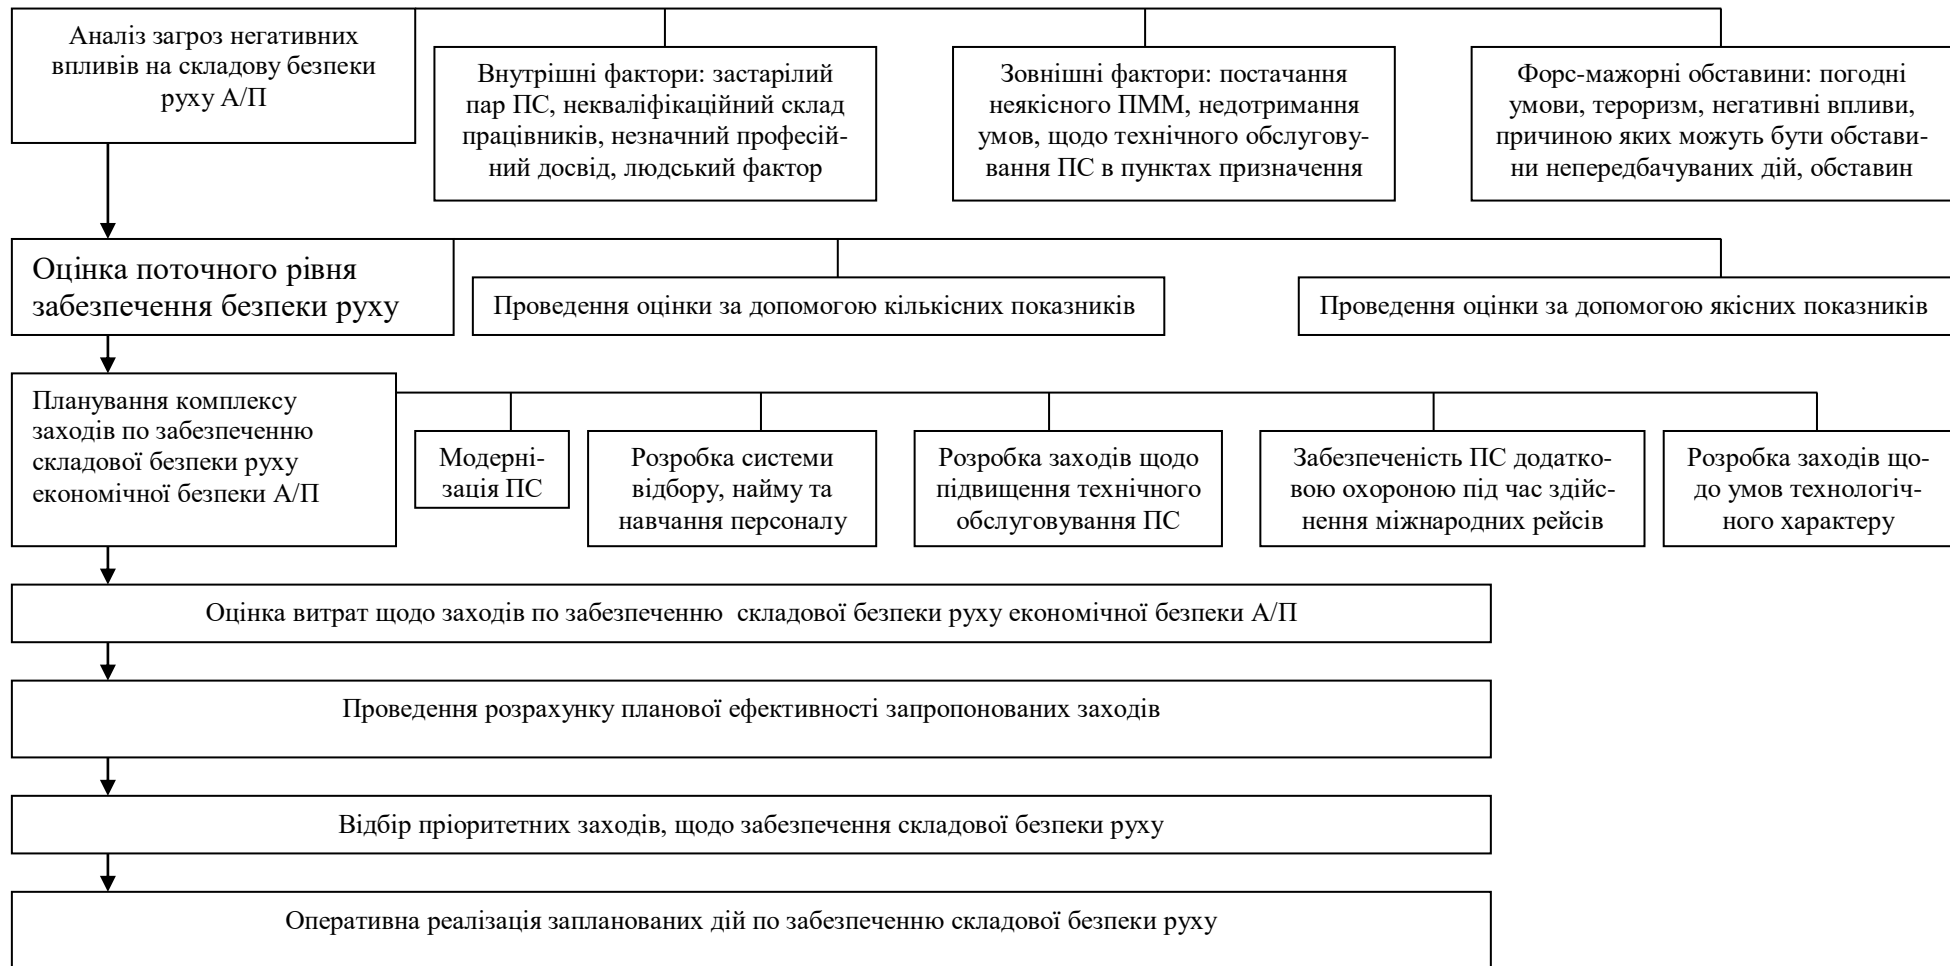 Аналіз загроз негативних
впливів на складову безпеки
руху А/П
Внутрішні фактори: застарілий
пар ПС, некваліфікаційний склад
працівників, незначний професій-
ний досвід, людський фактор
Зовнішні фактори: постачання
неякісного ПММ, недотримання
умов, щодо технічного обслугову-
вання ПС в пунктах призначення
Форс-мажорні обставини: погодні
умови, тероризм, негативні впливи,
причиною яких можуть бути обстави-
ни непередбачуваних дій, обставин
Оцінка поточного рівня
забезпечення безпеки руху
Проведення оцінки за допомогою кількісних показників
Проведення оцінки за допомогою якісних показників
Планування комплексу
заходів по забезпеченню
складової безпеки руху
економічної безпеки А/П
Модерні-
зація ПС
Розробка системи
відбору, найму та
навчання персоналу
Розробка заходів щодо
підвищення технічного
обслуговування ПС
Забезпеченість ПС додатко-
вою охороною під час здійс-
нення міжнародних рейсів
Розробка заходів що-
до умов технологіч-
ного характеру
Оцінка витрат щодо заходів по забезпеченню складової безпеки руху економічної безпеки А/П
Проведення розрахунку планової ефективності запропонованих заходів
Відбір пріоритетних заходів, щодо забезпечення складової безпеки руху
Оперативна реалізація запланованих дій по забезпеченню складової безпеки руху